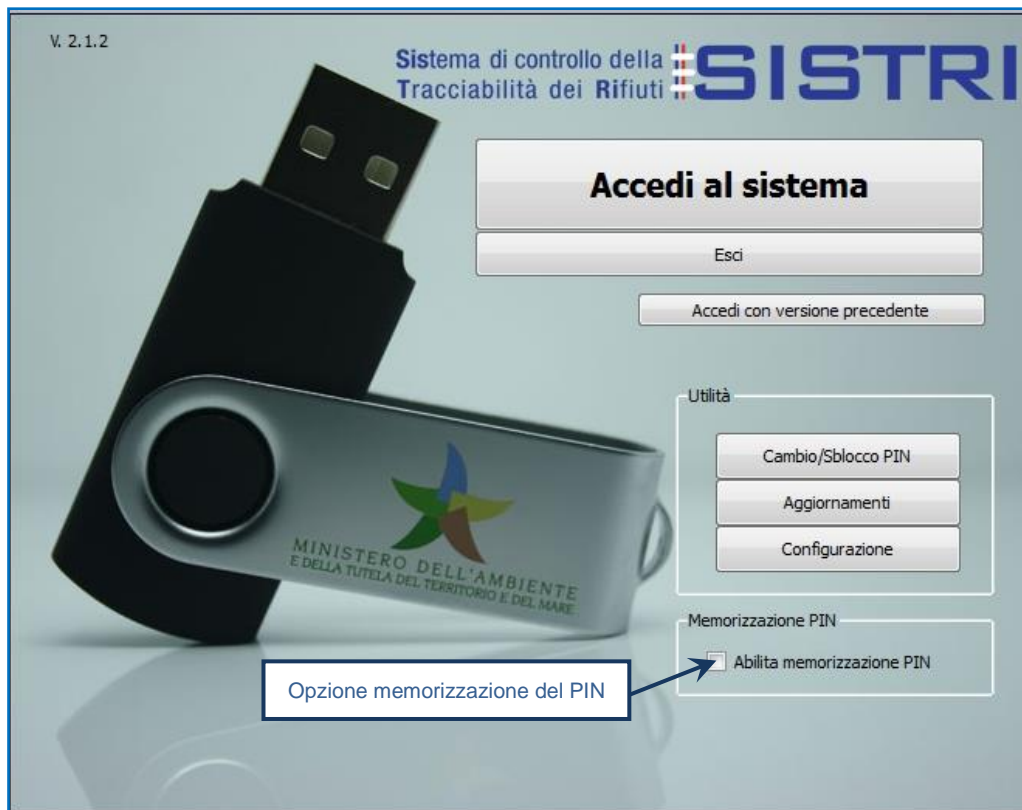 V. 2.1.2
Sistema di controllo della
Tracciabilità dei Rifiuti
SISTRI
Accedi al sistema
Esci
Accedi con versione precedente
Utilità
Cambio/Sblocco PIN
Aggiornamenti
Configurazione
MINISTERO DELL'AMBIENTE
E DELLA TUTELA DEL TERRITORIO E DEL MARE
Memorizzazione PIN
Abilita memorizzazione PIN
Opzione memorizzazione del PIN